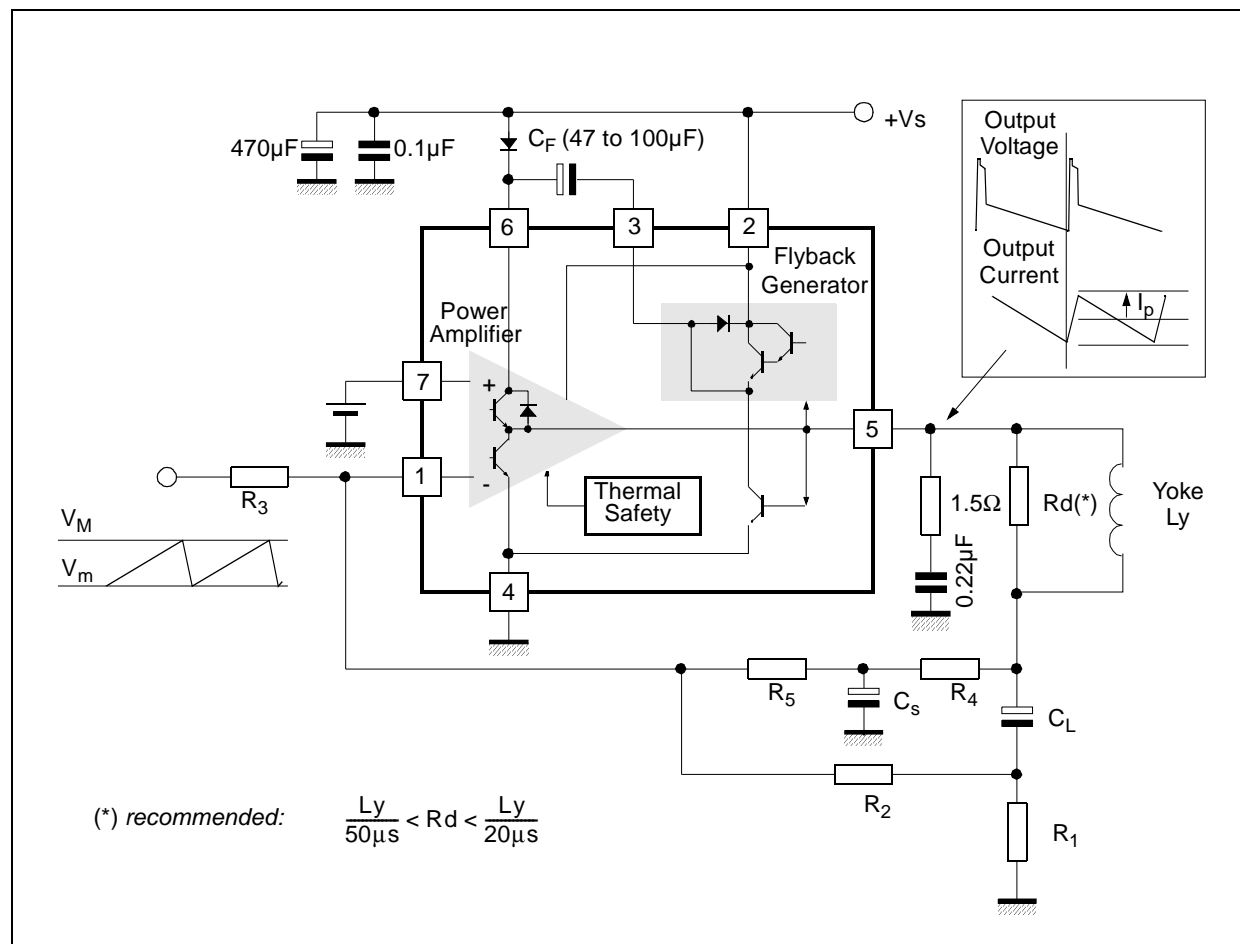 +Vs
470µF
0.1µF
C_F (47 to 100µF)
Output
Voltage
Output
Current
I_p
6
3
2
Flyback
Generator
Power
Amplifier
7
+
5
1
-
R_3
Thermal
Safety
V_M
V_m
4
1.5Ω
0.22µF
Rd(*)
Yoke
Ly
R_5
C_s
R_4
C_L
R_2
R_1
(*) recommended: Ly/50µs < Rd < Ly/20µs